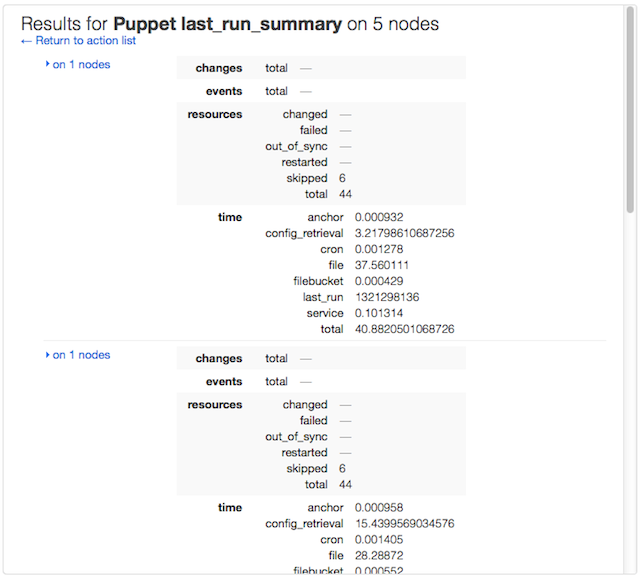 Results for Puppet last_run_summary on 5 nodes
← Return to action list
on 1 nodes
changes total —
events total —
resources changed —
failed —
out_of_sync —
restarted —
skipped 6
total 44
time anchor 0.000932
config_retrieval 3.21798610687256
cron 0.001278
file 37.560111
filebucket 0.000429
last_run 1321298136
service 0.101314
total 40.8820501068726
on 1 nodes
changes total —
events total —
resources changed —
failed —
out_of_sync —
restarted —
skipped 6
total 44
time anchor 0.000958
config_retrieval 15.4399569034576
cron 0.001405
file 28.28872
filebucket 0.000552